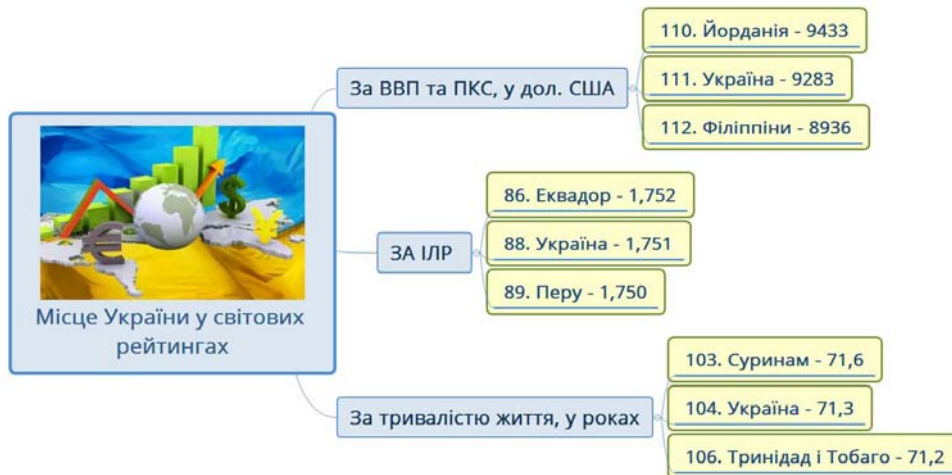 Місце України у світових
рейтингах
За ВВП та ПКС, у дол. США
110. Йорданія - 9433
111. Україна - 9283
112. Філіппіни - 8936
ЗА ІЛР
86. Еквадор - 1,752
88. Україна - 1,751
89. Перу - 1,750
За тривалістю життя, у роках
103. Суринам - 71,6
104. Україна - 71,3
106. Тринідад і Тобаго - 71,2